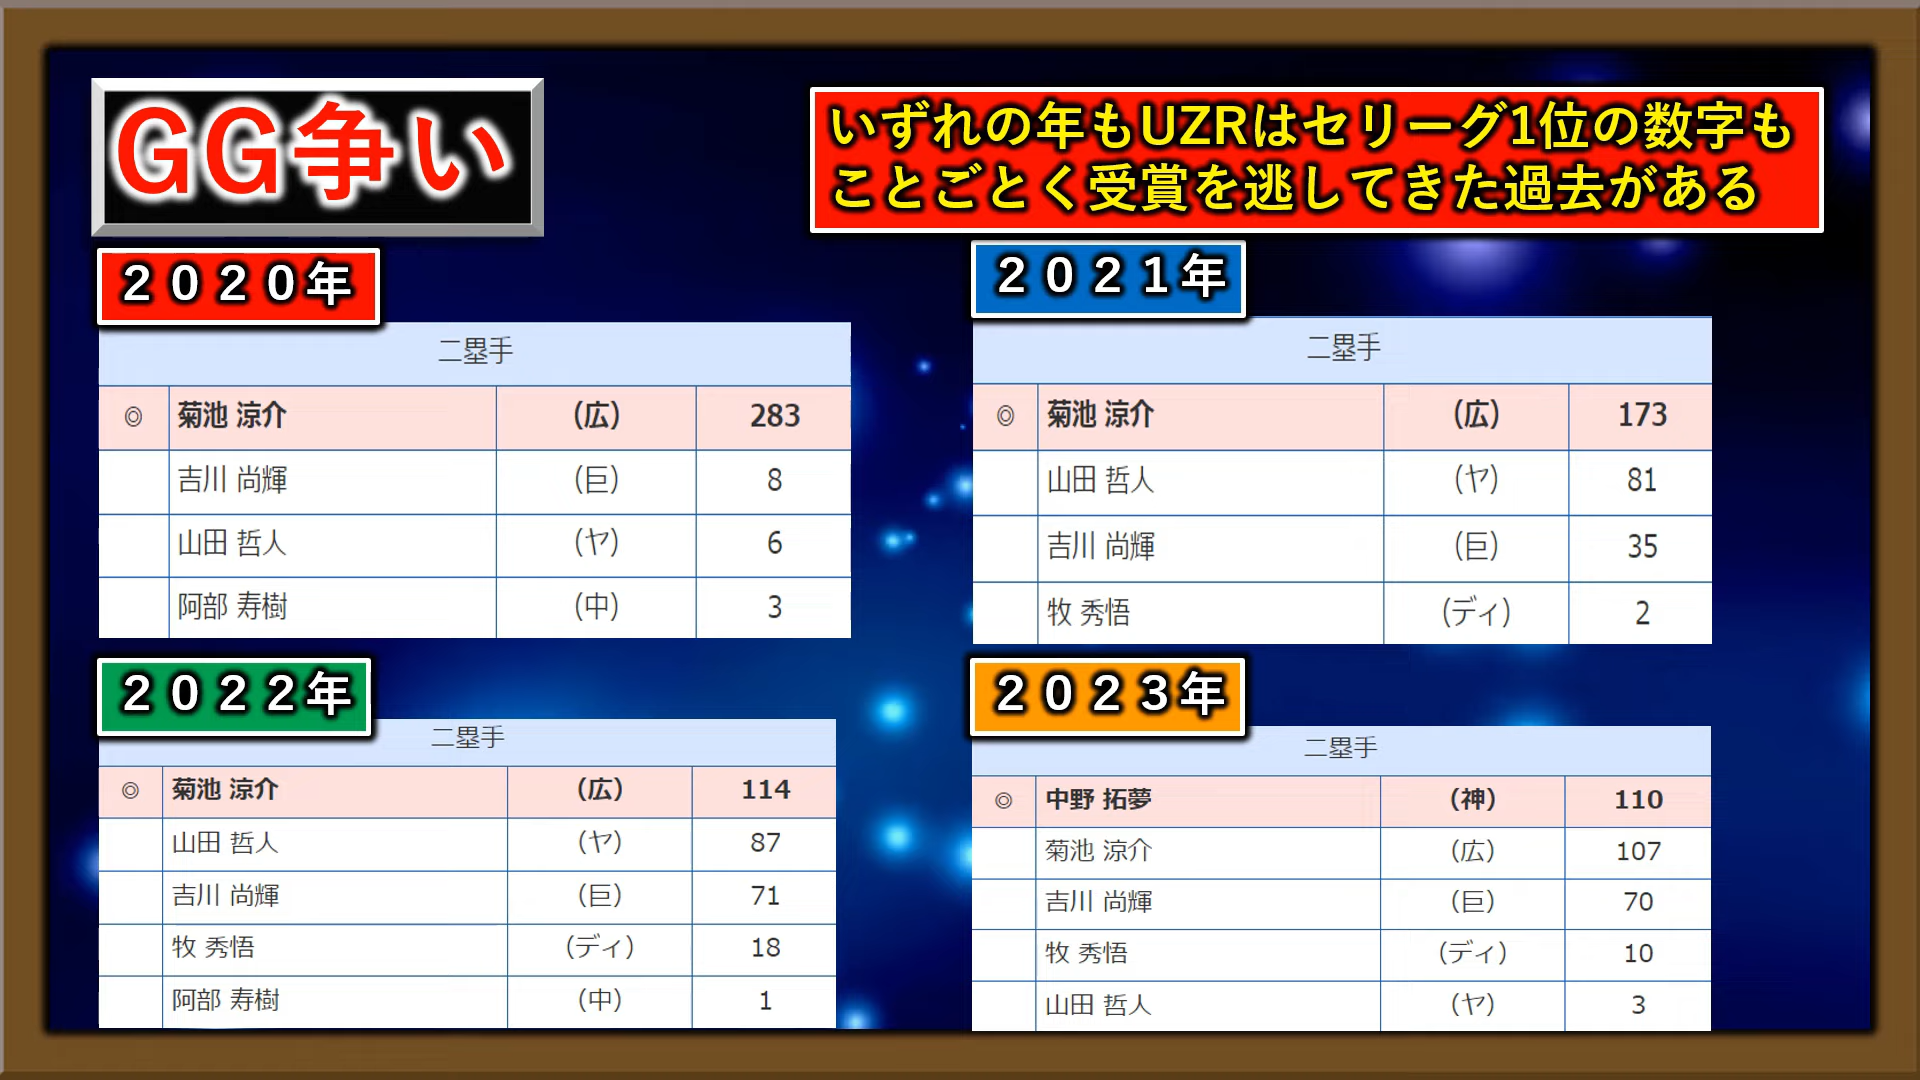 GG争い
いずれの年もUZRはセリーグ1位の数字も
ことごとく受賞を逃してきた過去がある
２０２０年
二塁手
◎ 菊池 涼介 （広） 283
吉川 尚輝 （巨） 8
山田 哲人 （ヤ） 6
阿部 寿樹 （中） 3
２０２１年
二塁手
◎ 菊池 涼介 （広） 173
山田 哲人 （ヤ） 81
吉川 尚輝 （巨） 35
牧 秀悟 （ディ） 2
２０２２年
二塁手
◎ 菊池 涼介 （広） 114
山田 哲人 （ヤ） 87
吉川 尚輝 （巨） 71
牧 秀悟 （ディ） 18
阿部 寿樹 （中） 1
２０２３年
二塁手
◎ 中野 拓夢 （神） 110
菊池 涼介 （広） 107
吉川 尚輝 （巨） 70
牧 秀悟 （ディ） 10
山田 哲人 （ヤ） 3